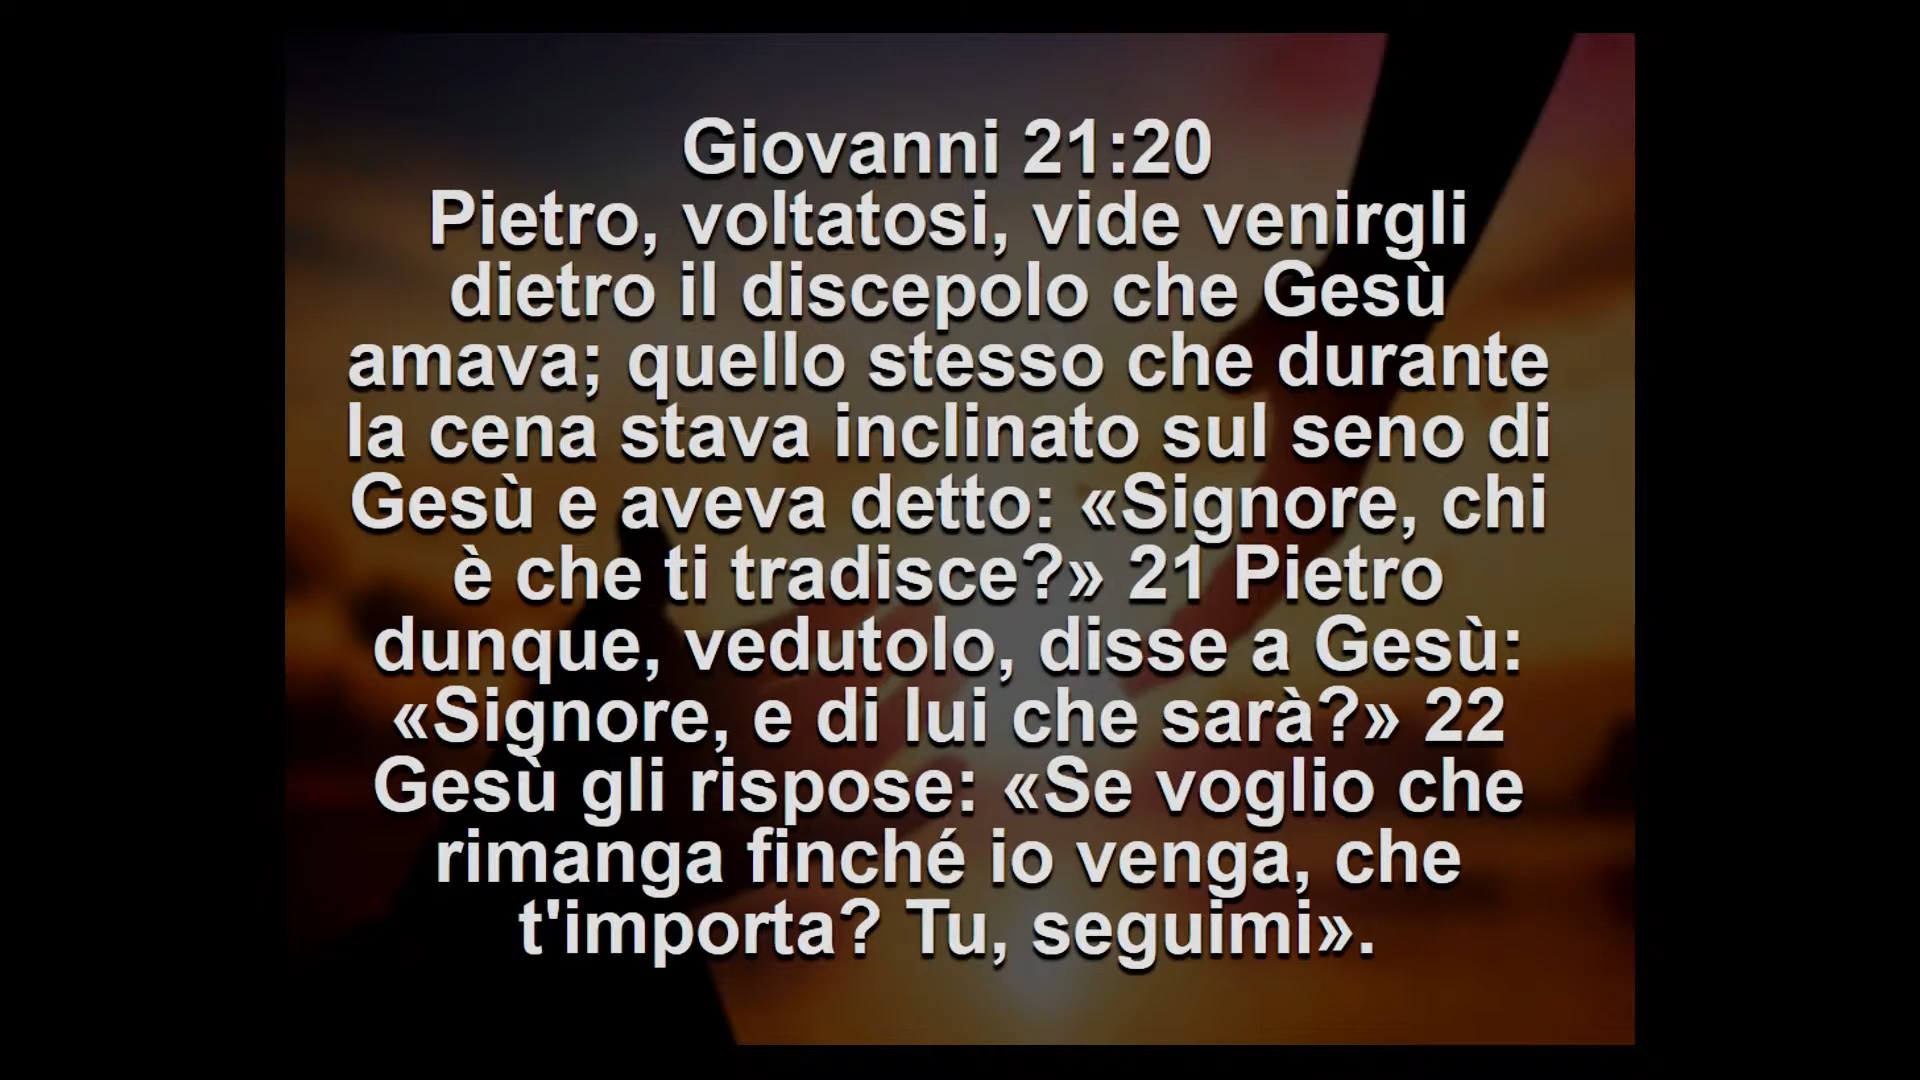 Giovanni 21:20
Pietro, voltatosi, vide venirgli
dietro il discepolo che Gesù
amava; quello stesso che durante
la cena stava inclinato sul seno di
Gesù e aveva detto: «Signore, chi
è che ti tradisce?» 21 Pietro
dunque, vedutolo, disse a Gesù:
«Signore, e di lui che sarà?» 22
Gesù gli rispose: «Se voglio che
rimanga finché io venga, che
t'importa? Tu, seguimi».